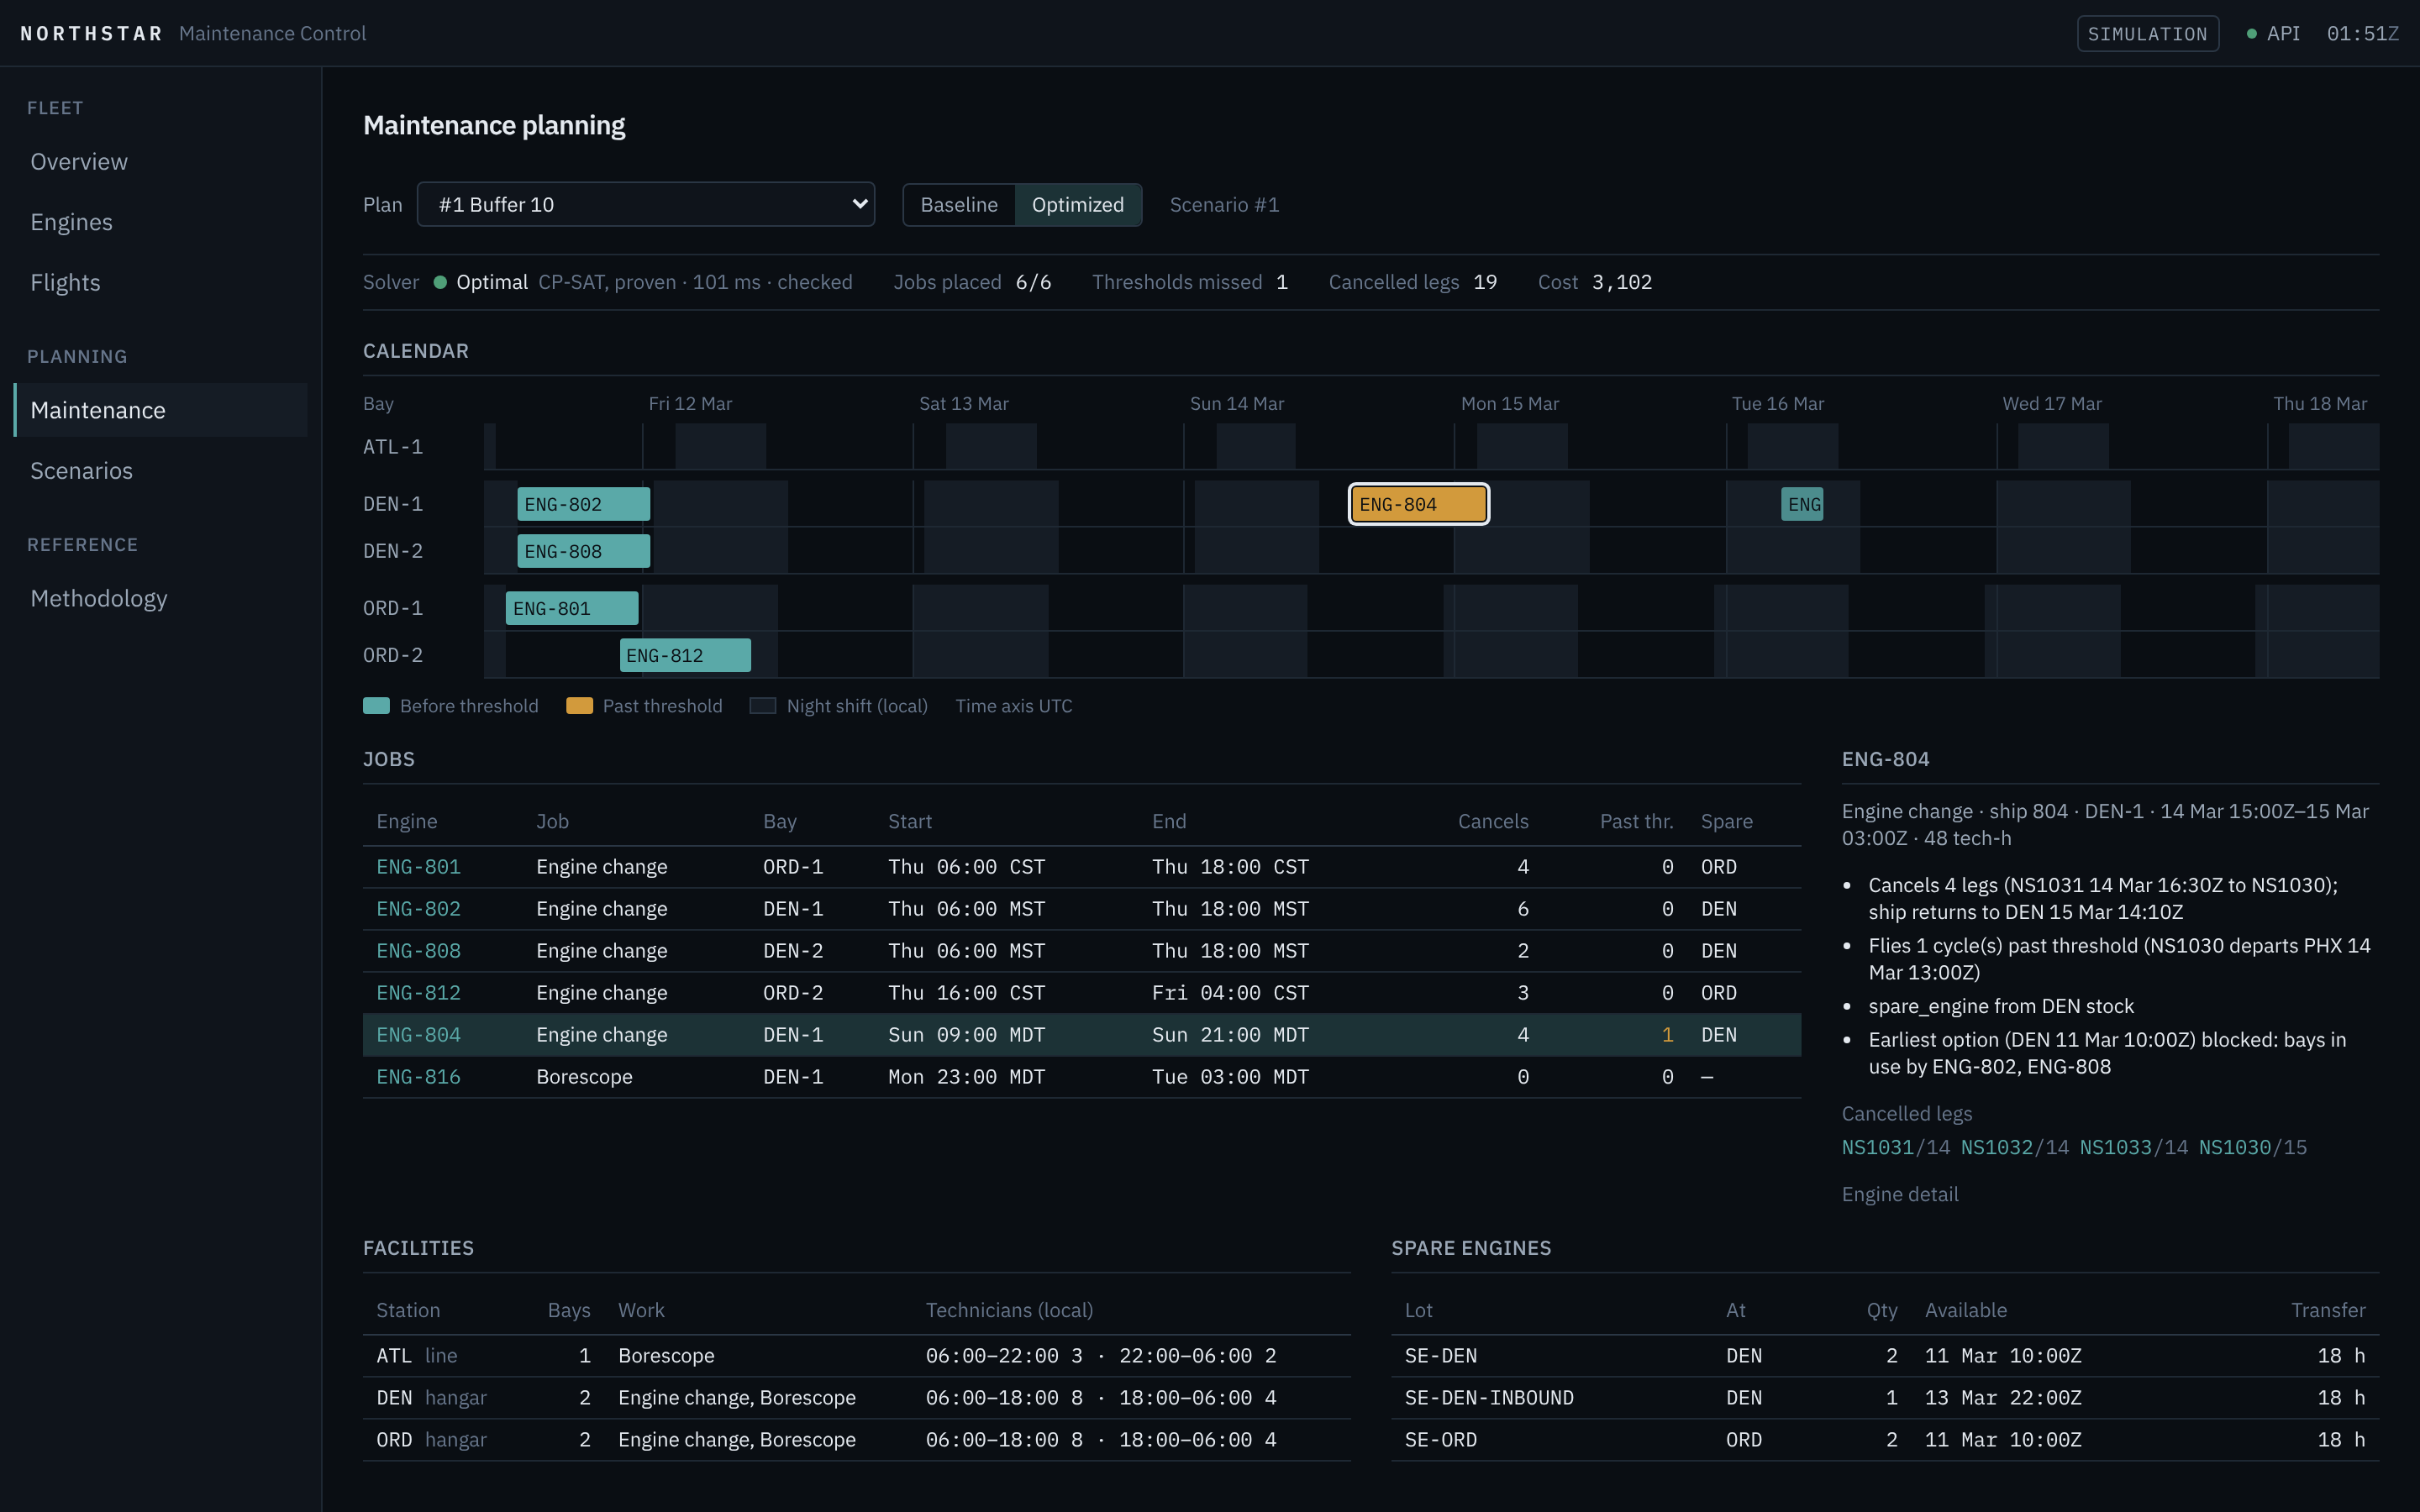 NORTHSTAR Maintenance Control
SIMULATION API 01:51Z
FLEET
Overview
Engines
Flights
PLANNING
Maintenance
Scenarios
REFERENCE
Methodology
Maintenance planning
Plan #1 Buffer 10 Baseline Optimized Scenario #1
Solver Optimal CP-SAT, proven · 101 ms · checked Jobs placed 6/6 Thresholds missed 1 Cancelled legs 19 Cost 3,102
CALENDAR
Bay Fri 12 Mar Sat 13 Mar Sun 14 Mar Mon 15 Mar Tue 16 Mar Wed 17 Mar Thu 18 Mar
ATL-1
DEN-1 ENG-802 ENG-804 ENG
DEN-2 ENG-808
ORD-1 ENG-801
ORD-2 ENG-812
Before threshold Past threshold Night shift (local) Time axis UTC
JOBS
Engine Job Bay Start End Cancels Past thr. Spare
ENG-801 Engine change ORD-1 Thu 06:00 CST Thu 18:00 CST 4 0 ORD
ENG-802 Engine change DEN-1 Thu 06:00 MST Thu 18:00 MST 6 0 DEN
ENG-808 Engine change DEN-2 Thu 06:00 MST Thu 18:00 MST 2 0 DEN
ENG-812 Engine change ORD-2 Thu 16:00 CST Fri 04:00 CST 3 0 ORD
ENG-804 Engine change DEN-1 Sun 09:00 MDT Sun 21:00 MDT 4 1 DEN
ENG-816 Borescope DEN-1 Mon 23:00 MDT Tue 03:00 MDT 0 0 —
ENG-804
Engine change · ship 804 · DEN-1 · 14 Mar 15:00Z–15 Mar
03:00Z · 48 tech-h
• Cancels 4 legs (NS1031 14 Mar 16:30Z to NS1030);
ship returns to DEN 15 Mar 14:10Z
• Flies 1 cycle(s) past threshold (NS1030 departs PHX 14
Mar 13:00Z)
• spare_engine from DEN stock
• Earliest option (DEN 11 Mar 10:00Z) blocked: bays in
use by ENG-802, ENG-808
Cancelled legs
NS1031/14 NS1032/14 NS1033/14 NS1030/15
Engine detail
FACILITIES
Station Bays Work Technicians (local)
ATL line 1 Borescope 06:00–22:00 3 · 22:00–06:00 2
DEN hangar 2 Engine change, Borescope 06:00–18:00 8 · 18:00–06:00 4
ORD hangar 2 Engine change, Borescope 06:00–18:00 8 · 18:00–06:00 4
SPARE ENGINES
Lot At Qty Available Transfer
SE-DEN DEN 2 11 Mar 10:00Z 18 h
SE-DEN-INBOUND DEN 1 13 Mar 22:00Z 18 h
SE-ORD ORD 2 11 Mar 10:00Z 18 h